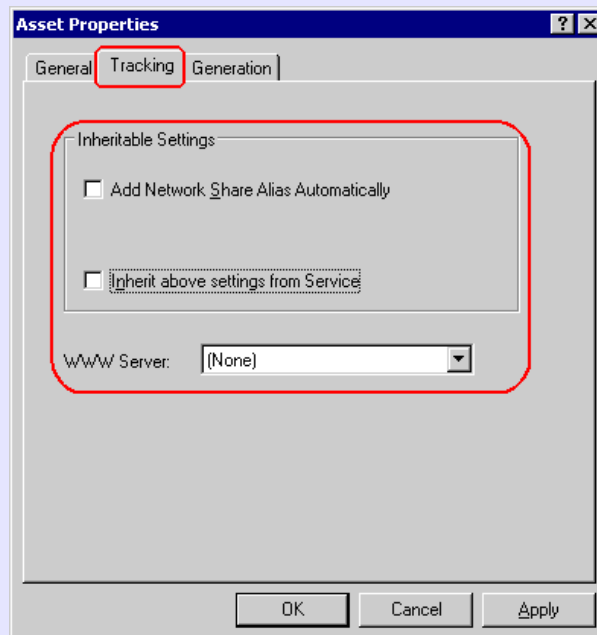 Asset Properties
General Tracking Generation
Inheritable Settings
Add Network Share Alias Automatically
Inherit above settings from Service
WWW Server: (None)
OK Cancel Apply